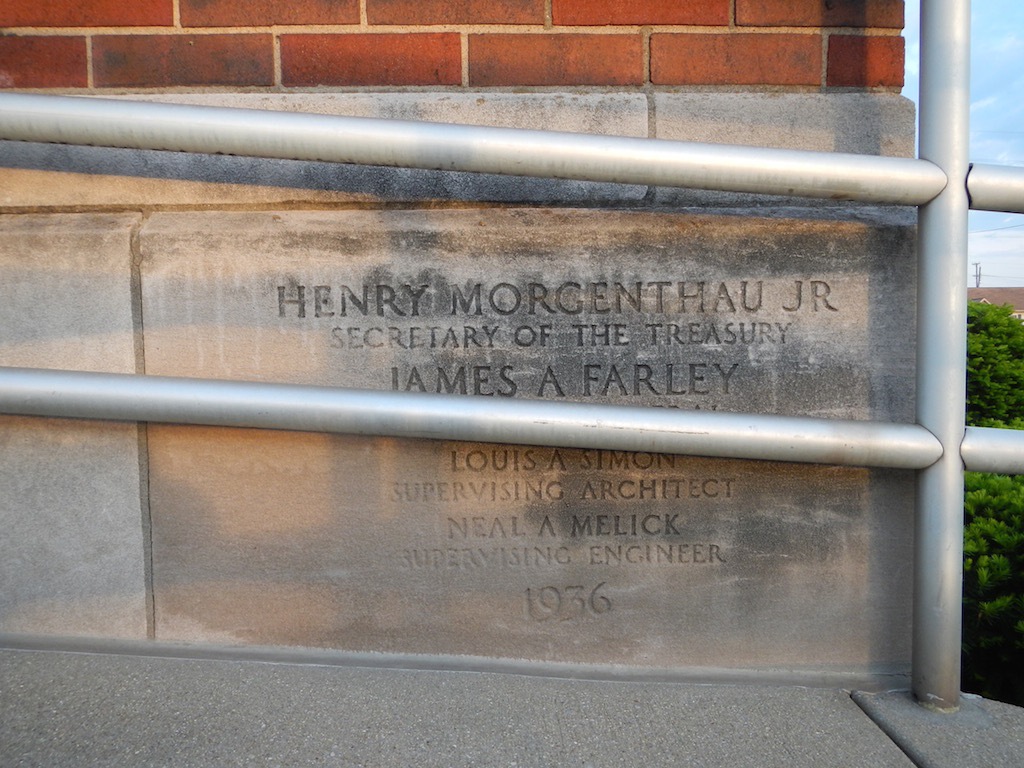 HENRY MORGENTHAU JR
SECRETARY OF THE TREASURY
JAMES A FARLEY
LOUIS A SIMON
SUPERVISING ARCHITECT
NEAL A MELICK
SUPERVISING ENGINEER
1936